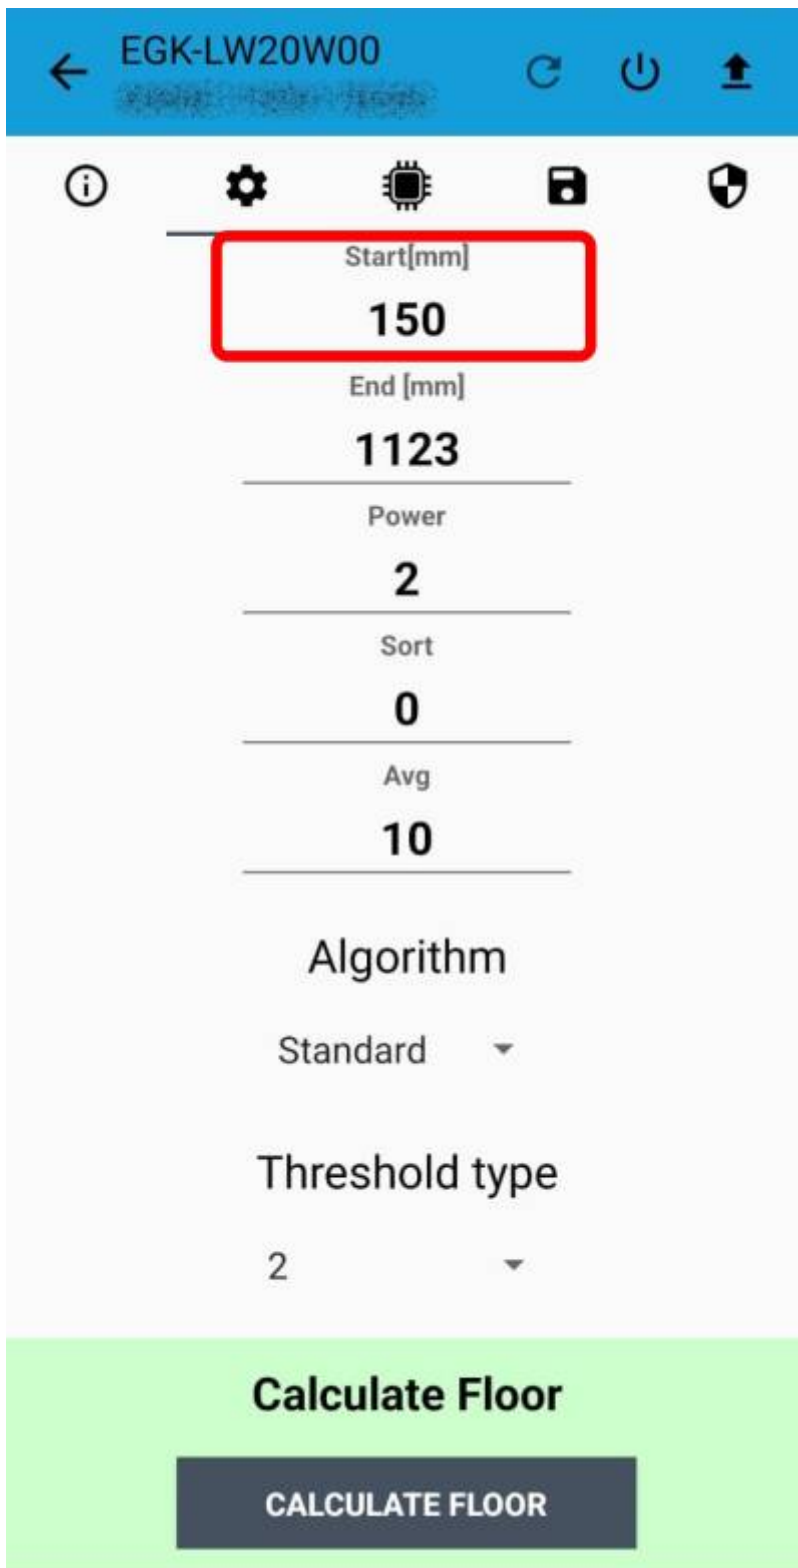 EGK-LW20W00
Start[mm]
150
End [mm]
1123
Power
2
Sort
0
Avg
10
Algorithm
Standard
Threshold type
2
Calculate Floor
CALCULATE FLOOR